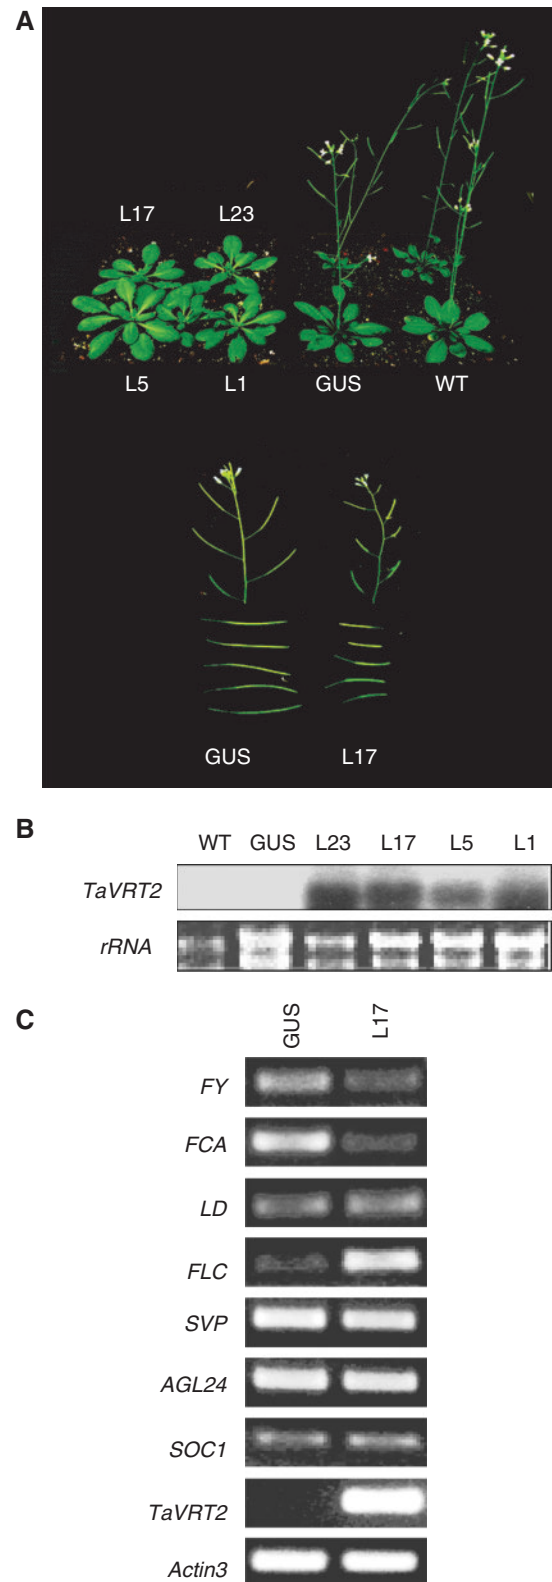 A
L17 L23
L5 L1 GUS WT
GUS L17
B
WT GUS L23 L17 L5 L1
TaVRT2
rRNA
C
GUS L17
FY
FCA
LD
FLC
SVP
AGL24
SOC1
TaVRT2
Actin3